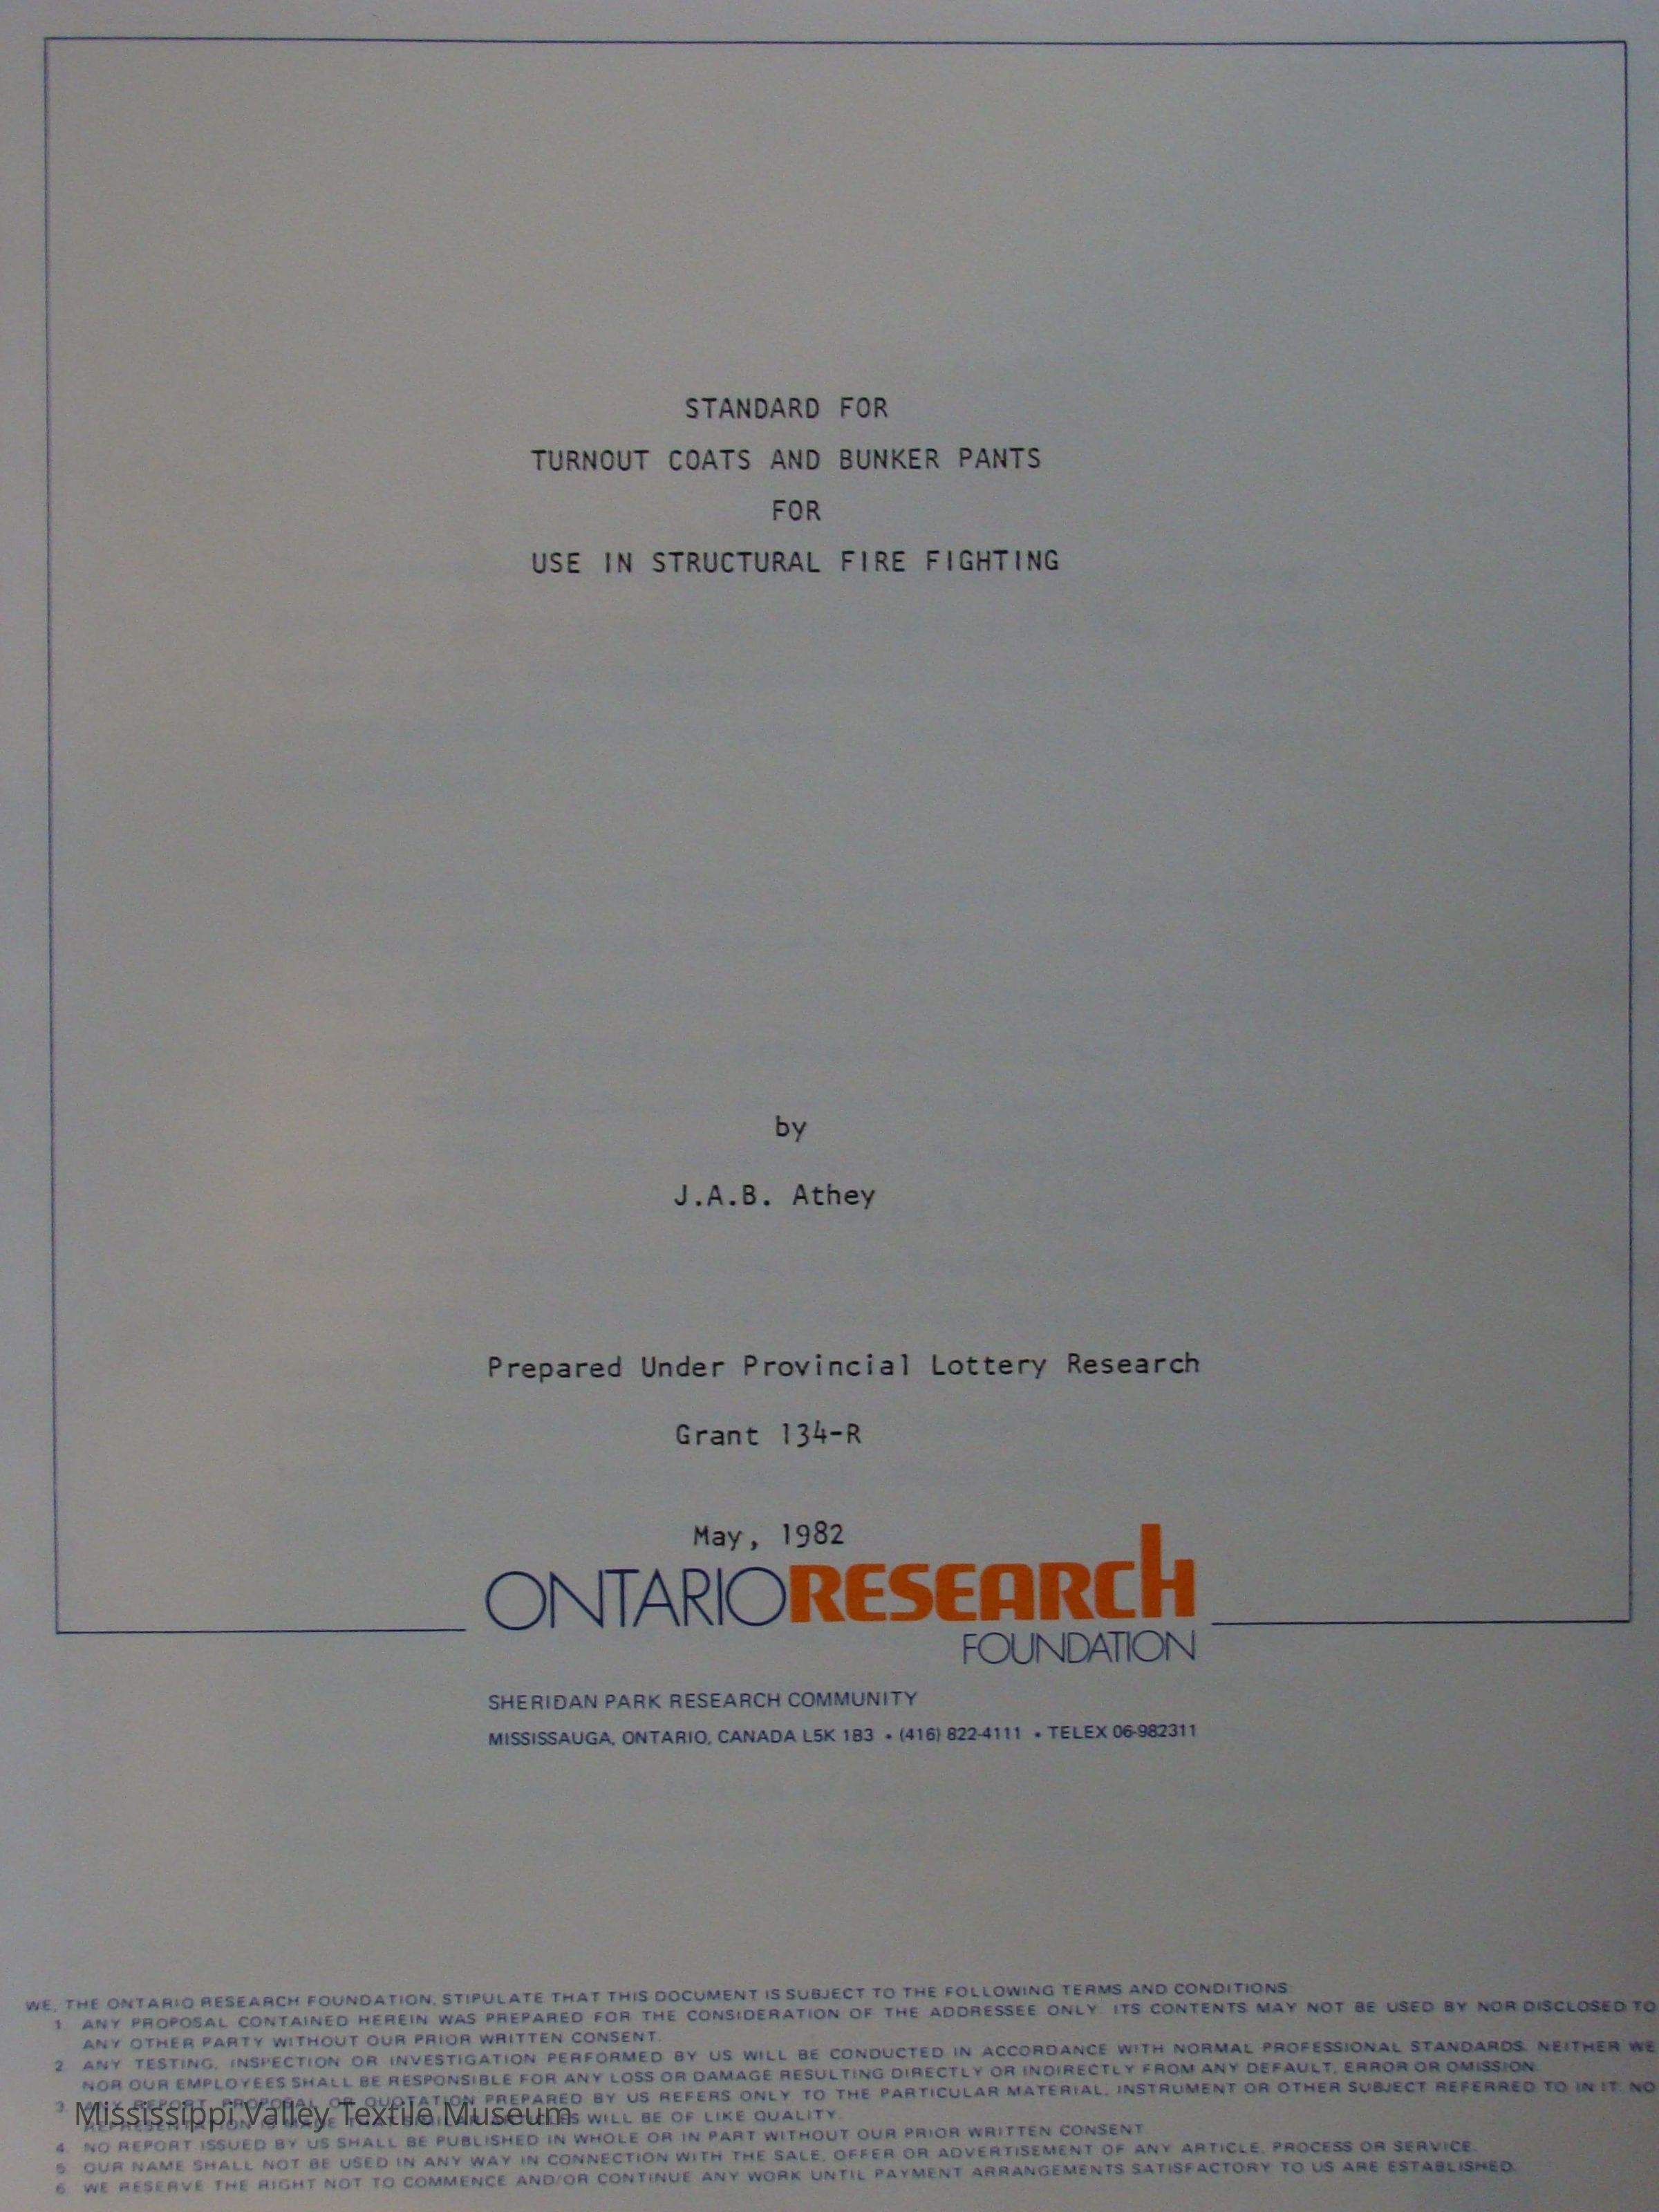 STANDARD FOR
TURNOUT COATS AND BUNKER PANTS
FOR
USE IN STRUCTURAL FIRE FIGHTING
by
J.A.B. Athey
Prepared Under Provincial Lottery Research
Grant 134-R
May, 1982
ONTARIO RESEARCH
FOUNDATION
SHERIDAN PARK RESEARCH COMMUNITY
MISSISSAUGA, ONTARIO, CANADA L5K 1B3 • (416) 822-4111 • TELEX 06-982311
WE, THE ONTARIO RESEARCH FOUNDATION, STIPULATE THAT THIS DOCUMENT IS SUBJECT TO THE FOLLOWING TERMS AND CONDITIONS:
1. ANY PROPOSAL CONTAINED HEREIN WAS PREPARED FOR THE CONSIDERATION OF THE ADDRESSEE ONLY. ITS CONTENTS MAY NOT BE USED BY NOR DISCLOSED TO
ANY OTHER PARTY WITHOUT OUR PRIOR WRITTEN CONSENT.
2. ANY TESTING, INSPECTION OR INVESTIGATION PERFORMED BY US WILL BE CONDUCTED IN ACCORDANCE WITH NORMAL PROFESSIONAL STANDARDS. NEITHER WE
NOR OUR EMPLOYEES SHALL BE RESPONSIBLE FOR ANY LOSS OR DAMAGE RESULTING DIRECTLY OR INDIRECTLY FROM ANY DEFAULT, ERROR OR OMISSION.
3. ANY REPORT, PROPOSAL OR QUOTATION PREPARED BY US REFERS ONLY TO THE PARTICULAR MATERIAL, INSTRUMENT OR OTHER SUBJECT REFERRED TO IN IT. NO
REPRESENTATION WILL BE OF LIKE QUALITY.
Mississippi Valley Textile Museum
4. NO REPORT ISSUED BY US SHALL BE PUBLISHED IN WHOLE OR IN PART WITHOUT OUR PRIOR WRITTEN CONSENT.
5. OUR NAME SHALL NOT BE USED IN ANY WAY IN CONNECTION WITH THE SALE, OFFER OR ADVERTISEMENT OF ANY ARTICLE, PROCESS OR SERVICE.
6. WE RESERVE THE RIGHT NOT TO COMMENCE AND/OR CONTINUE ANY WORK UNTIL PAYMENT ARRANGEMENTS SATISFACTORY TO US ARE ESTABLISHED.